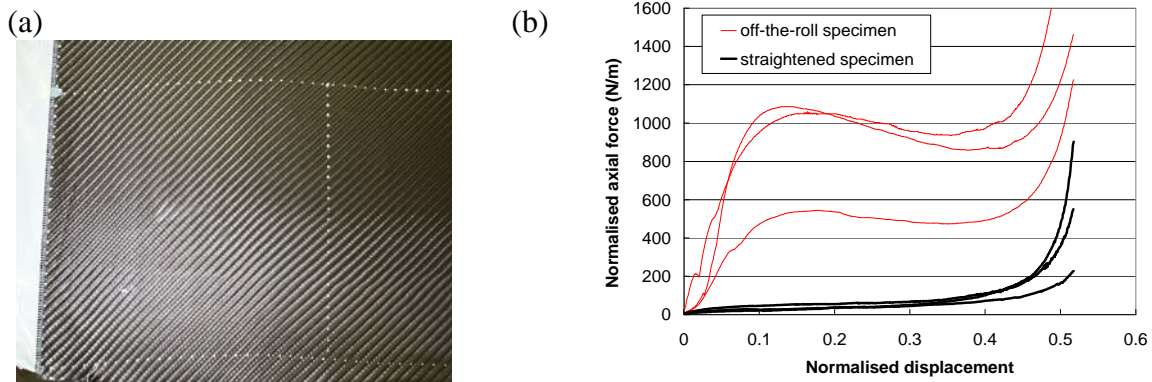 (a)
(b)
off-the-roll specimen
straightened specimen
Normalised axial force (N/m)
1600
1400
1200
1000
800
600
400
200
0
0
0.1
0.2
0.3
0.4
0.5
0.6
Normalised displacement